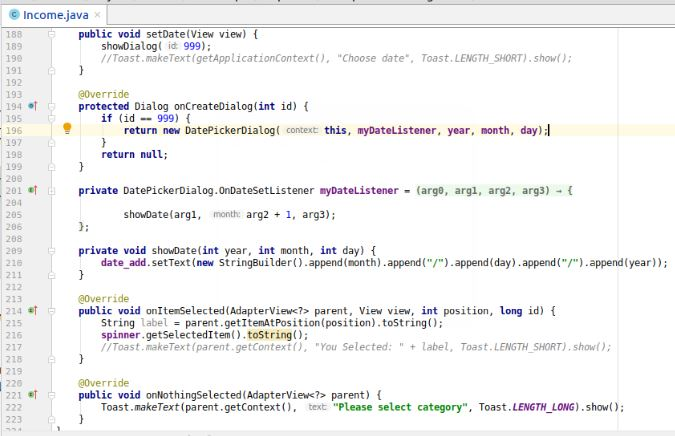 Income.java
188 public void setDate(View view) {
189 showDialog( id: 999);
190 //Toast.makeText(getApplicationContext(), "Choose date", Toast.LENGTH_SHORT).show();
191 }
192
193 @Override
194 protected Dialog onCreateDialog(int id) {
195 if (id == 999) {
196 return new DatePickerDialog( context: this, myDateListener, year, month, day);
197 }
198 return null;
199 }
200
201 private DatePickerDialog.OnDateSetListener myDateListener = (arg0, arg1, arg2, arg3) → {
204
205 showDate(arg1, month: arg2 + 1, arg3);
206 };
208
209 private void showDate(int year, int month, int day) {
210 date_add.setText(new StringBuilder().append(month).append("/").append(day).append("/").append(year));
211 }
212
213 @Override
214 public void onItemSelected(AdapterView<?> parent, View view, int position, long id) {
215 String label = parent.getItemAtPosition(position).toString();
216 spinner.getSelectedItem().toString();
217 //Toast.makeText(parent.getContext(), "You Selected: " + label, Toast.LENGTH_SHORT).show();
218 }
219
220 @Override
221 public void onNothingSelected(AdapterView<?> parent) {
222 Toast.makeText(parent.getContext(), text: "Please select category", Toast.LENGTH_LONG).show();
223 }